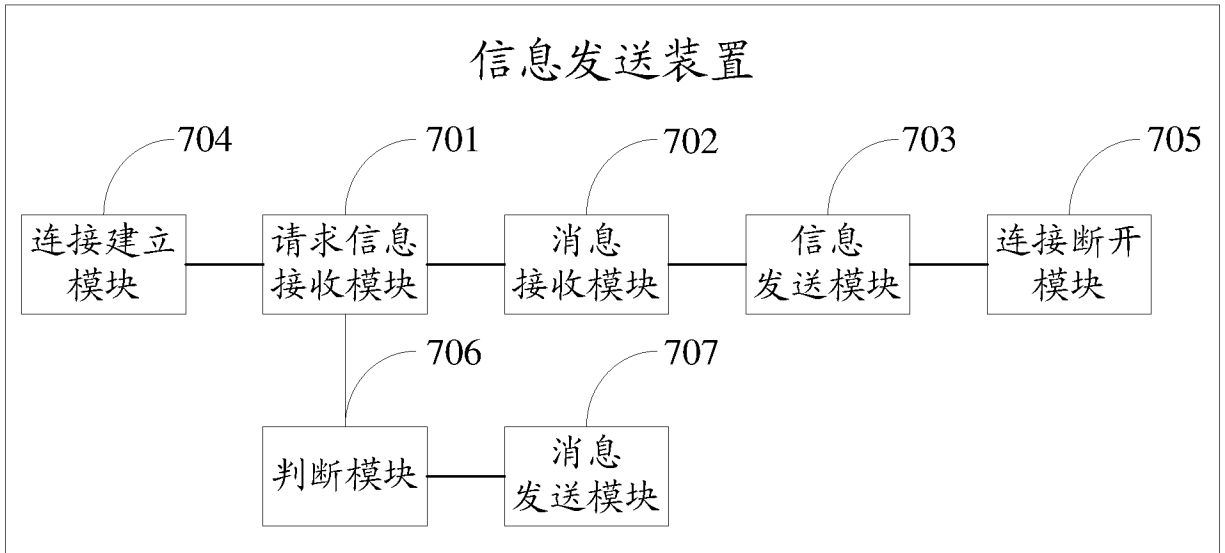 信息发送装置
704
701
702
703
705
连接建立
模块
请求信息
接收模块
消息
接收模块
信息
发送模块
连接断开
模块
706
707
判断模块
消息
发送模块